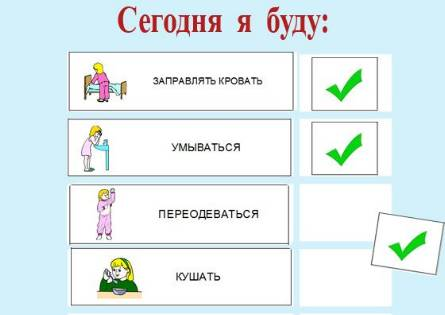 Сегодня я буду:
ЗАПРАВЛЯТЬ КРОВАТЬ
УМЫВАТЬСЯ
ПЕРЕОДЕВАТЬСЯ
КУШАТЬ